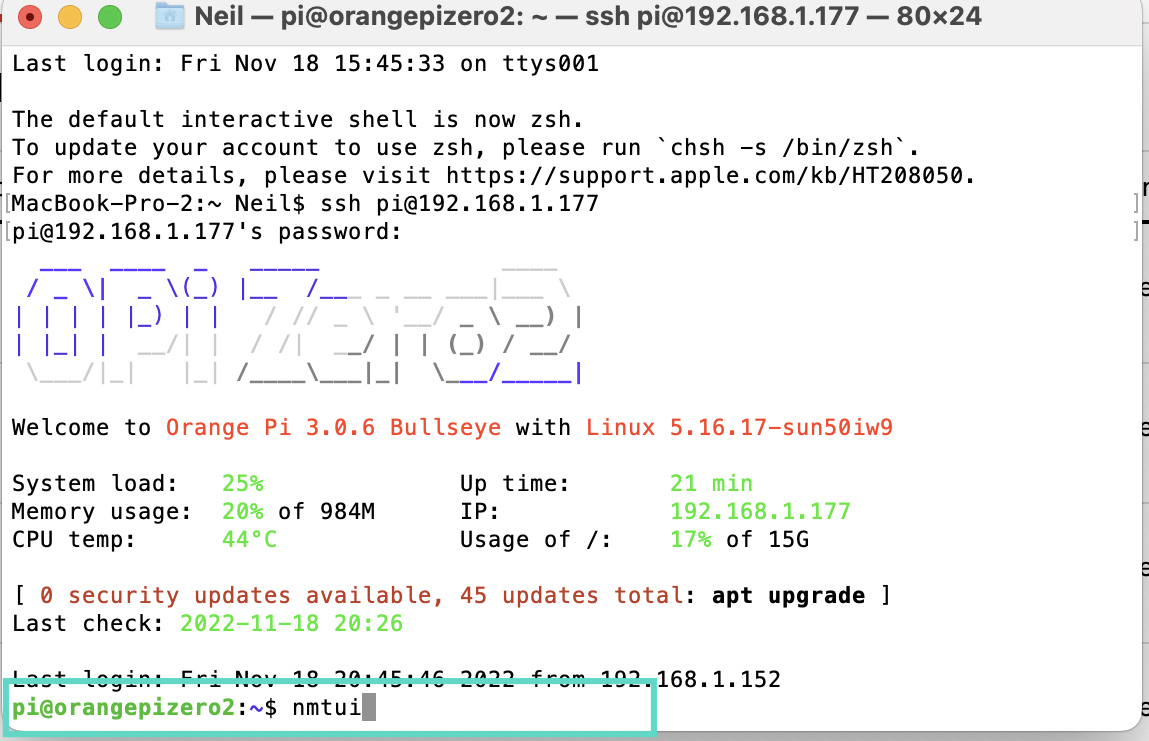 Neil — pi@orangepizero2: ~ — ssh pi@192.168.1.177 — 80×24
Last login: Fri Nov 18 15:45:33 on ttys001
The default interactive shell is now zsh.
To update your account to use zsh, please run `chsh -s /bin/zsh`.
For more details, please visit https://support.apple.com/kb/HT208050.
[MacBook-Pro-2:~ Neil$ ssh pi@192.168.1.177 ]
[pi@192.168.1.177's password: ]
OPi Zero2
Welcome to Orange Pi 3.0.6 Bullseye with Linux 5.16.17-sun50iw9
System load: 25% Up time: 21 min
Memory usage: 20% of 984M IP: 192.168.1.177
CPU temp: 44°C Usage of /: 17% of 15G
[ 0 security updates available, 45 updates total: apt upgrade ]
Last check: 2022-11-18 20:26
Last login: Fri Nov 18 20:45:46 2022 from 192.168.1.152
pi@orangepizero2:~$ nmtui